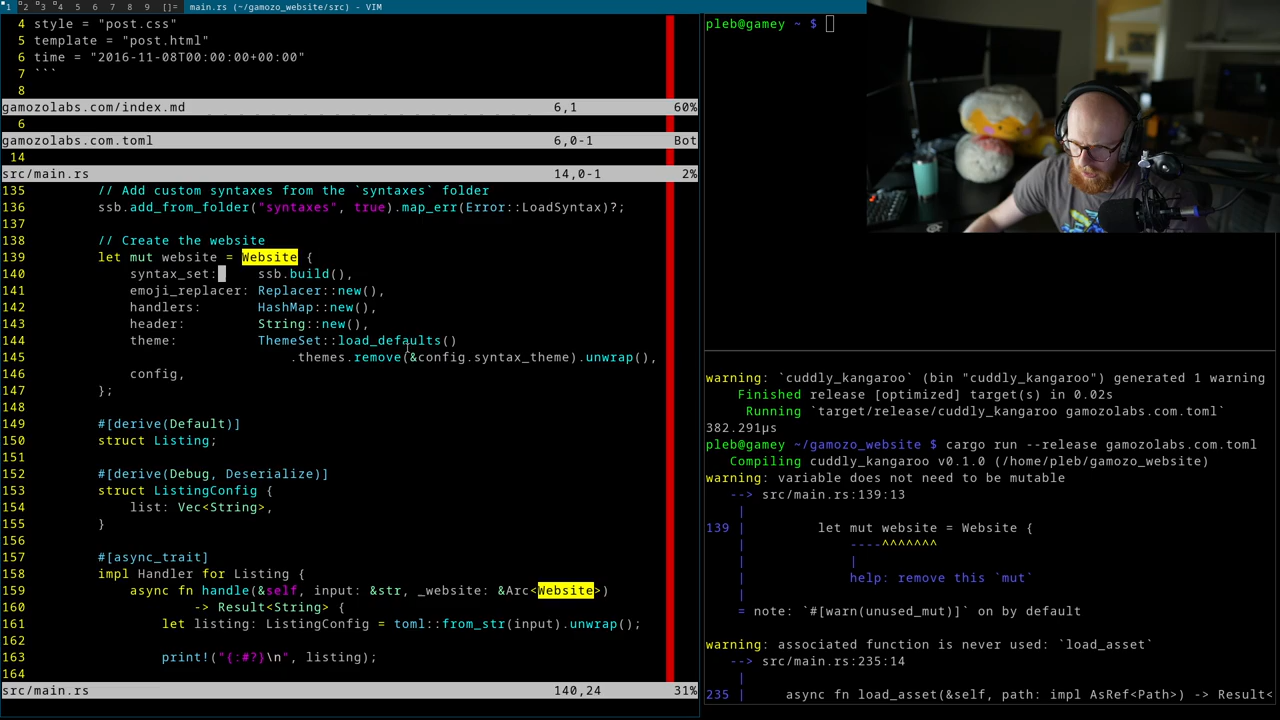 1 2 3 4 5 6 7 8 9 []= main.rs (~/gamozo_website/src) - VIM
4 style = "post.css"
5 template = "post.html"
6 time = "2016-11-08T00:00:00+00:00"
7 ```
8
gamozolabs.com/index.md 6,1 60%
6
gamozolabs.com.toml 6,0-1 Bot
14
src/main.rs 14,0-1 2%
135 // Add custom syntaxes from the `syntaxes` folder
136 ssb.add_from_folder("syntaxes", true).map_err(Error::LoadSyntax)?;
137
138 // Create the website
139 let mut website = Website {
140 syntax_set: ssb.build(),
141 emoji_replacer: Replacer::new(),
142 handlers: HashMap::new(),
143 header: String::new(),
144 theme: ThemeSet::load_defaults()
145 .themes.remove(&config.syntax_theme).unwrap(),
146 config,
147 };
148
149 #[derive(Default)]
150 struct Listing;
151
152 #[derive(Debug, Deserialize)]
153 struct ListingConfig {
154 list: Vec<String>,
155 }
156
157 #[async_trait]
158 impl Handler for Listing {
159 async fn handle(&self, input: &str, _website: &Arc<Website>)
160 -> Result<String> {
161 let listing: ListingConfig = toml::from_str(input).unwrap();
162
163 print!("{:#?}\n", listing);
164
src/main.rs 140,24 31%
pleb@gamey ~ $
warning: `cuddly_kangaroo` (bin "cuddly_kangaroo") generated 1 warning
Finished release [optimized] target(s) in 0.02s
Running `target/release/cuddly_kangaroo gamozolabs.com.toml`
382.291µs
pleb@gamey ~/gamozo_website $ cargo run --release gamozolabs.com.toml
Compiling cuddly_kangaroo v0.1.0 (/home/pleb/gamozo_website)
warning: variable does not need to be mutable
--> src/main.rs:139:13
|
139 | let mut website = Website {
| ----^^^^^^^
| |
| help: remove this `mut`
|
= note: `#[warn(unused_mut)]` on by default
warning: associated function is never used: `load_asset`
--> src/main.rs:235:14
|
235 | async fn load_asset(&self, path: impl AsRef<Path>) -> Result<